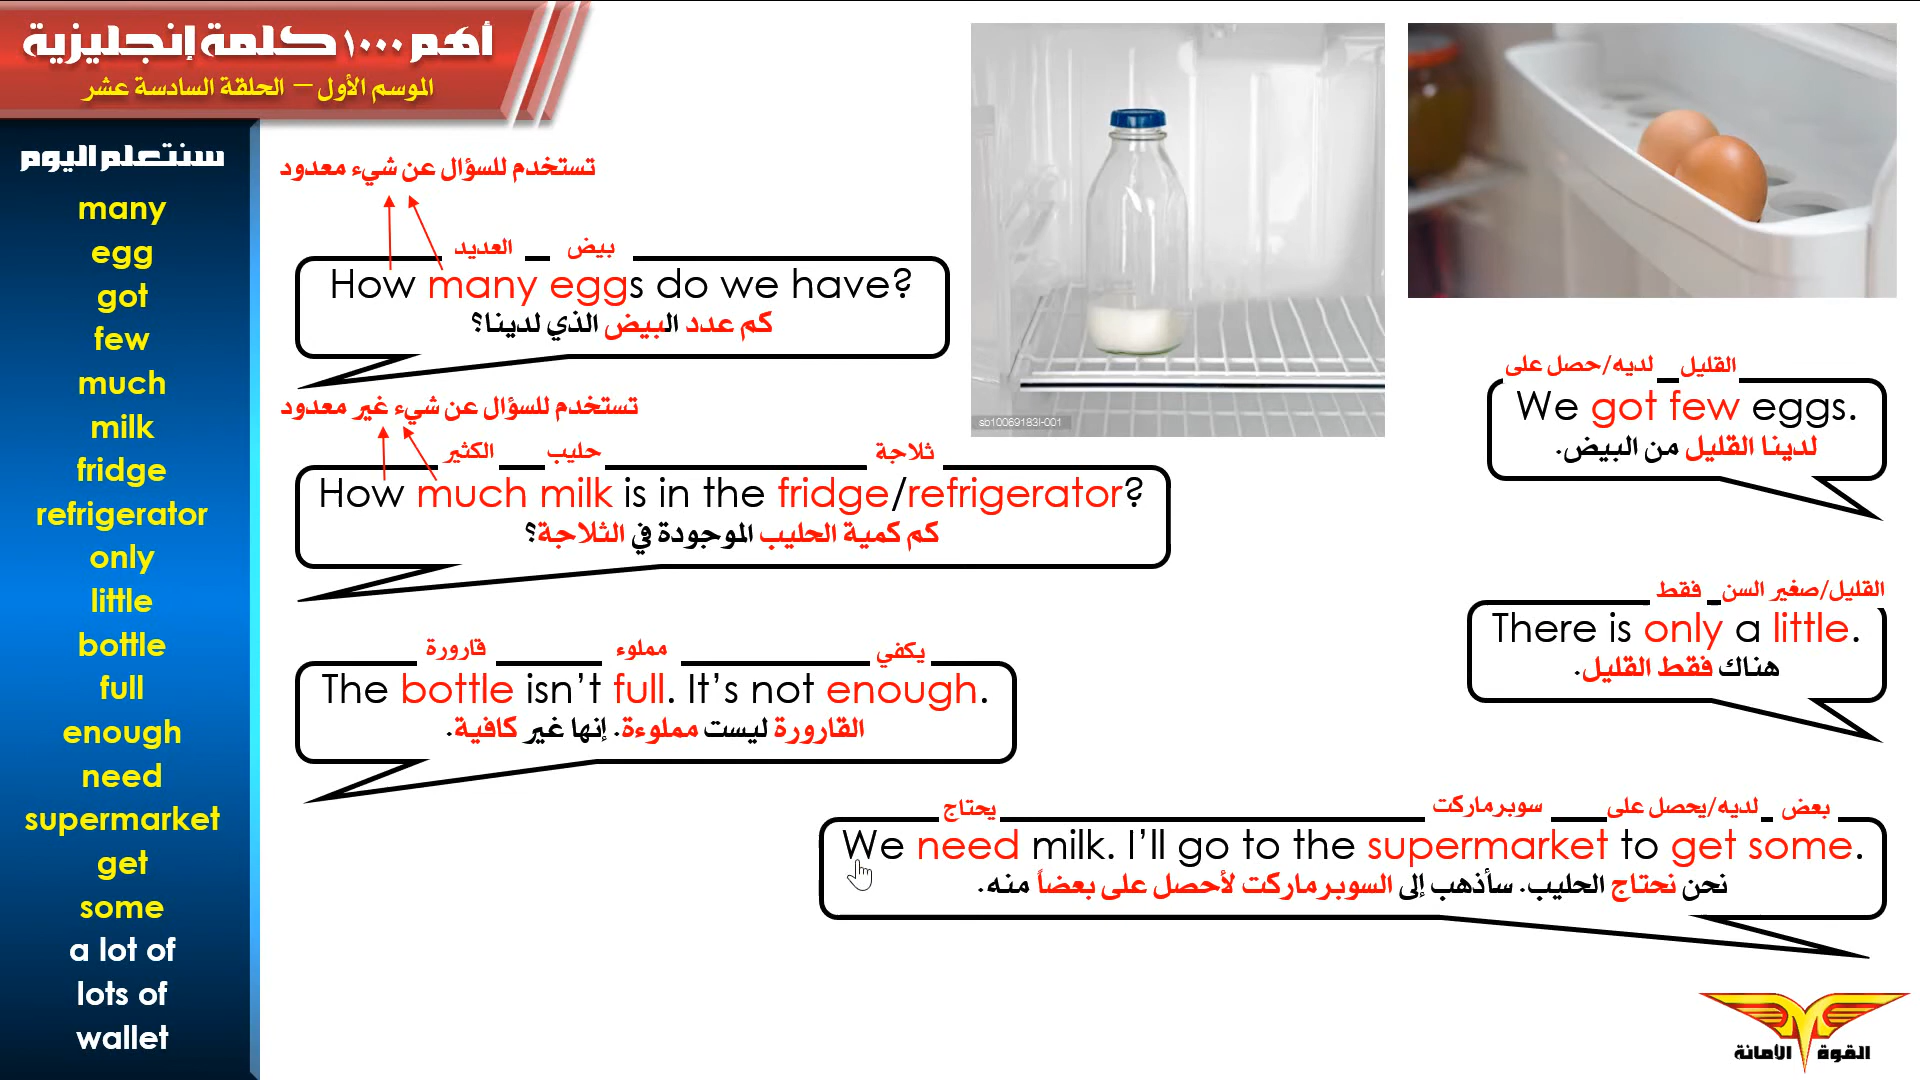 أهم ١٠٠٠ كلمة إنجليزية
الموسم الأول – الحلقة السادسة عشر
سنتعلم اليوم
many
egg
got
few
much
milk
fridge
refrigerator
only
little
bottle
full
enough
need
supermarket
get
some
a lot of
lots of
wallet
تستخدم للسؤال عن شيء معدود
العديد
بيض
How many eggs do we have?
كم عدد البيض الذي لدينا؟
sb10069183l-001
لديه/حصل على
القليل
We got few eggs.
لدينا القليل من البيض.
تستخدم للسؤال عن شيء غير معدود
الكثير
حليب
ثلاجة
How much milk is in the fridge/refrigerator?
كم كمية الحليب الموجودة في الثلاجة؟
فقط
القليل/صغير السن
There is only a little.
هناك فقط القليل.
قارورة
مملوء
يكفي
The bottle isn't full. It's not enough.
القارورة ليست مملوءة. إنها غير كافية.
يحتاج
سوبرماركت
لديه/يحصل على
بعض
We need milk. I'll go to the supermarket to get some.
نحن نحتاج الحليب. سأذهب إلى السوبرماركت لأحصل على بعضاً منه.
القوة الأمانة